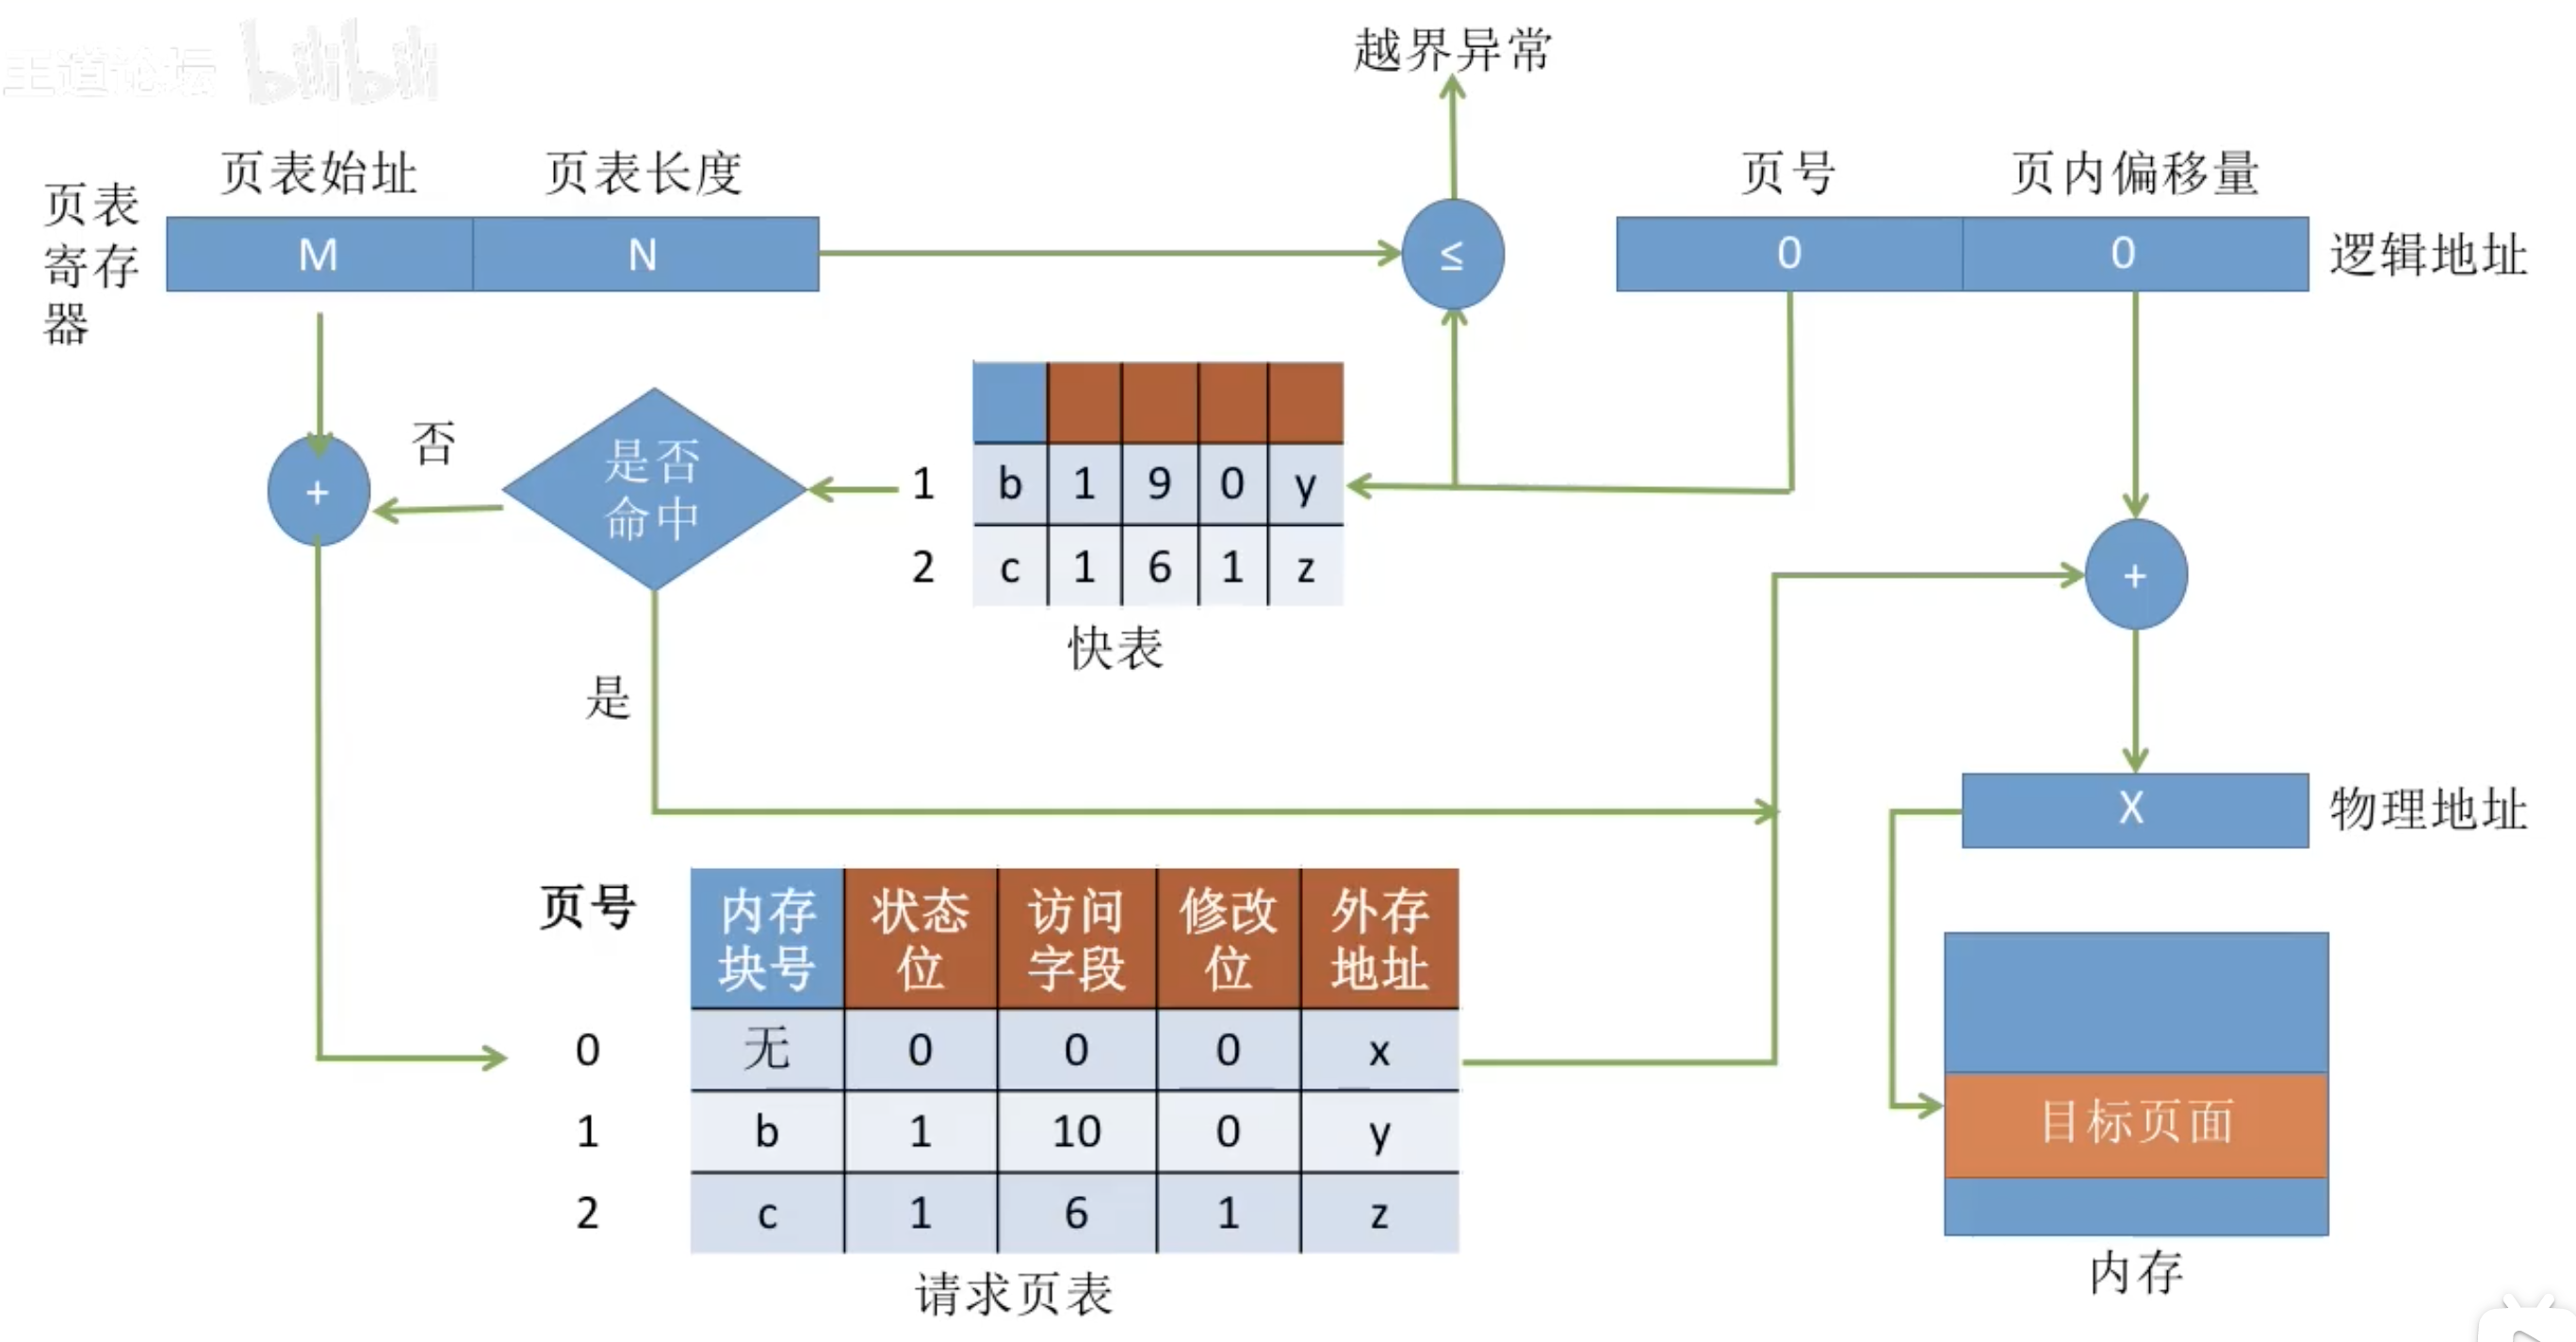 王道论坛 bilibili
越界异常
页表始址 页表长度 页号 页内偏移量
页表
寄存
器
M N ≤ 0 0 逻辑地址
否
是否
命中
+
1 b 1 9 0 y
2 c 1 6 1 z
快表
+
是
X 物理地址
页号 内存块号 状态位 访问字段 修改位 外存地址
0 无 0 0 0 x
1 b 1 10 0 y
2 c 1 6 1 z
请求页表
目标页面
内存